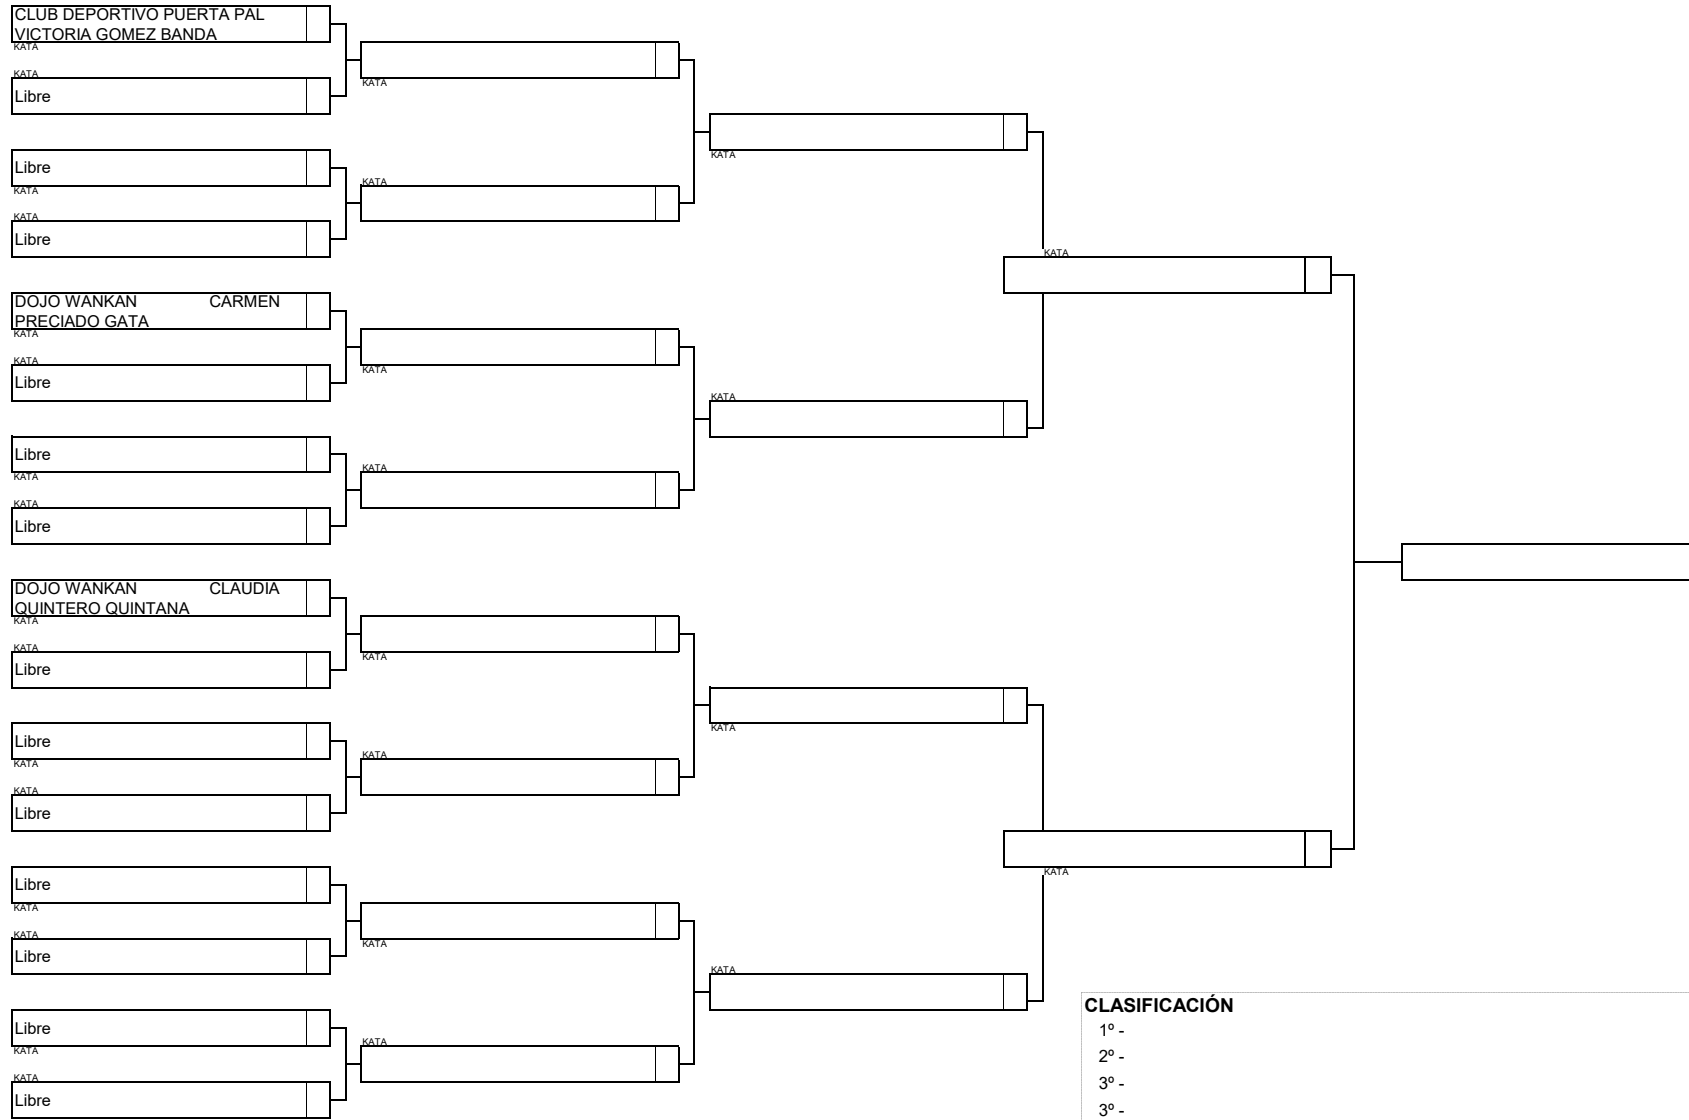 CLUB DEPORTIVO PUERTA PAL
VICTORIA GOMEZ BANDA
KATA
KATA
Libre
Libre
KATA
KATA
Libre
DOJO WANKAN CARMEN
PRECIADO GATA
KATA
KATA
Libre
Libre
KATA
KATA
Libre
DOJO WANKAN CLAUDIA
QUINTERO QUINTANA
KATA
KATA
Libre
Libre
KATA
KATA
Libre
Libre
KATA
KATA
Libre
Libre
KATA
KATA
Libre
KATA
KATA
KATA
KATA
KATA
KATA
KATA
KATA
KATA
KATA
KATA
KATA
KATA
KATA
CLASIFICACIÓN
1º -
2º -
3º -
3º -